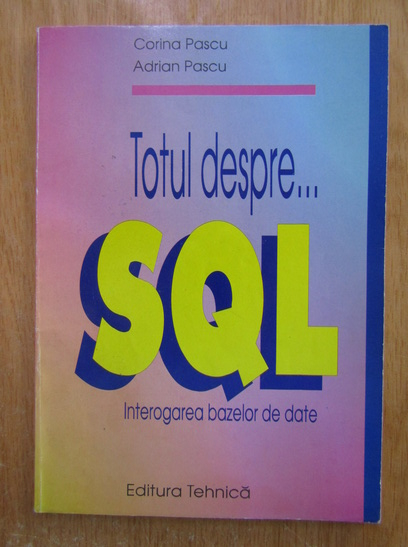 Corina Pascu
Adrian Pascu
Totul despre...
SQL
Interogarea bazelor de date
Editura Tehnică